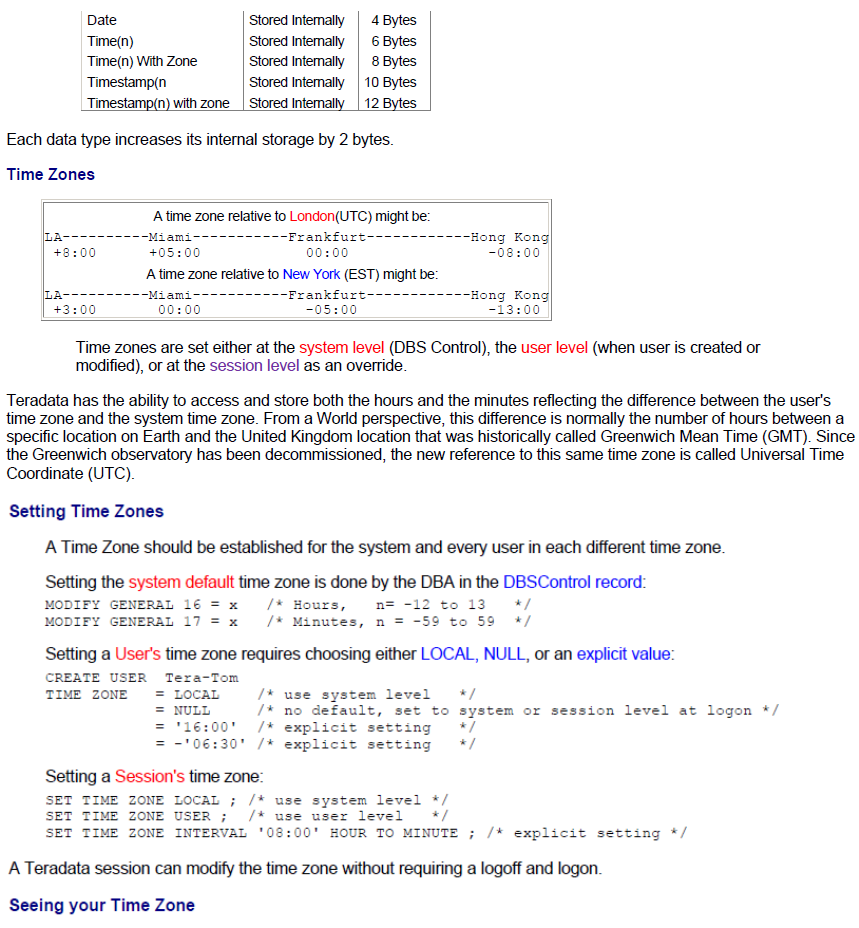 Date Stored Internally 4 Bytes
Time(n) Stored Internally 6 Bytes
Time(n) With Zone Stored Internally 8 Bytes
Timestamp(n Stored Internally 10 Bytes
Timestamp(n) with zone Stored Internally 12 Bytes
Each data type increases its internal storage by 2 bytes.
Time Zones
A time zone relative to London(UTC) might be:
LA----------Miami-----------Frankfurt------------Hong Kong
+8:00 +05:00 00:00 -08:00
A time zone relative to New York (EST) might be:
LA----------Miami-----------Frankfurt------------Hong Kong
+3:00 00:00 -05:00 -13:00
Time zones are set either at the system level (DBS Control), the user level (when user is created or
modified), or at the session level as an override.
Teradata has the ability to access and store both the hours and the minutes reflecting the difference between the user's
time zone and the system time zone. From a World perspective, this difference is normally the number of hours between a
specific location on Earth and the United Kingdom location that was historically called Greenwich Mean Time (GMT). Since
the Greenwich observatory has been decommissioned, the new reference to this same time zone is called Universal Time
Coordinate (UTC).
Setting Time Zones
A Time Zone should be established for the system and every user in each different time zone.
Setting the system default time zone is done by the DBA in the DBSControl record:
MODIFY GENERAL 16 = x /* Hours, n= -12 to 13 */
MODIFY GENERAL 17 = x /* Minutes, n = -59 to 59 */
Setting a User's time zone requires choosing either LOCAL, NULL, or an explicit value:
CREATE USER Tera-Tom
TIME ZONE = LOCAL /* use system level */
= NULL /* no default, set to system or session level at logon */
= '16:00' /* explicit setting */
= -'06:30' /* explicit setting */
Setting a Session's time zone:
SET TIME ZONE LOCAL ; /* use system level */
SET TIME ZONE USER ; /* use user level */
SET TIME ZONE INTERVAL '08:00' HOUR TO MINUTE ; /* explicit setting */
A Teradata session can modify the time zone without requiring a logoff and logon.
Seeing your Time Zone